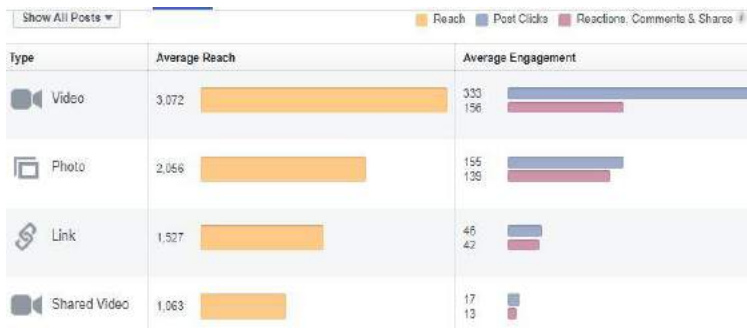 Show All Posts
Reach Post Clicks Reactions, Comments & Shares
Type Average Reach Average Engagement
Video 3,072 333
156
Photo 2,056 155
139
Link 1,527 46
42
Shared Video 1,063 17
13